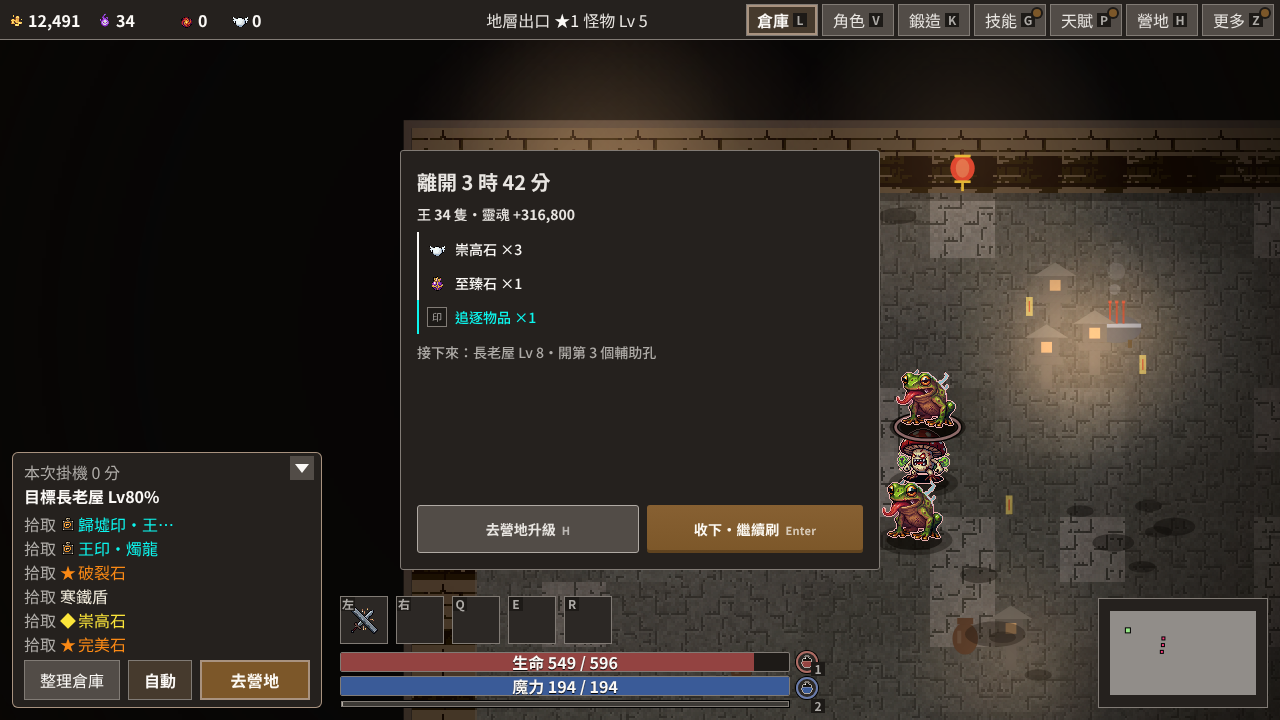 12,491 34 0 0
地層出口 ★1 怪物 Lv 5
倉庫 L 角色 V 鍛造 K 技能 G 天賦 P 營地 H 更多 Z
離開 3 時 42 分
王 34 隻・靈魂 +316,800
崇高石 ×3
至臻石 ×1
印 追逐物品 ×1
接下來：長老屋 Lv 8・開第 3 個輔助孔
去營地升級 H
收下・繼續刷 Enter
本次掛機 0 分
目標長老屋 Lv80%
拾取 歸墟印・王…
拾取 王印・燭龍
拾取 ★破裂石
拾取 寒鐵盾
拾取 ◆崇高石
拾取 ★完美石
整理倉庫 自動 去營地
左 右 Q E R
生命 549 / 596 1
魔力 194 / 194 2